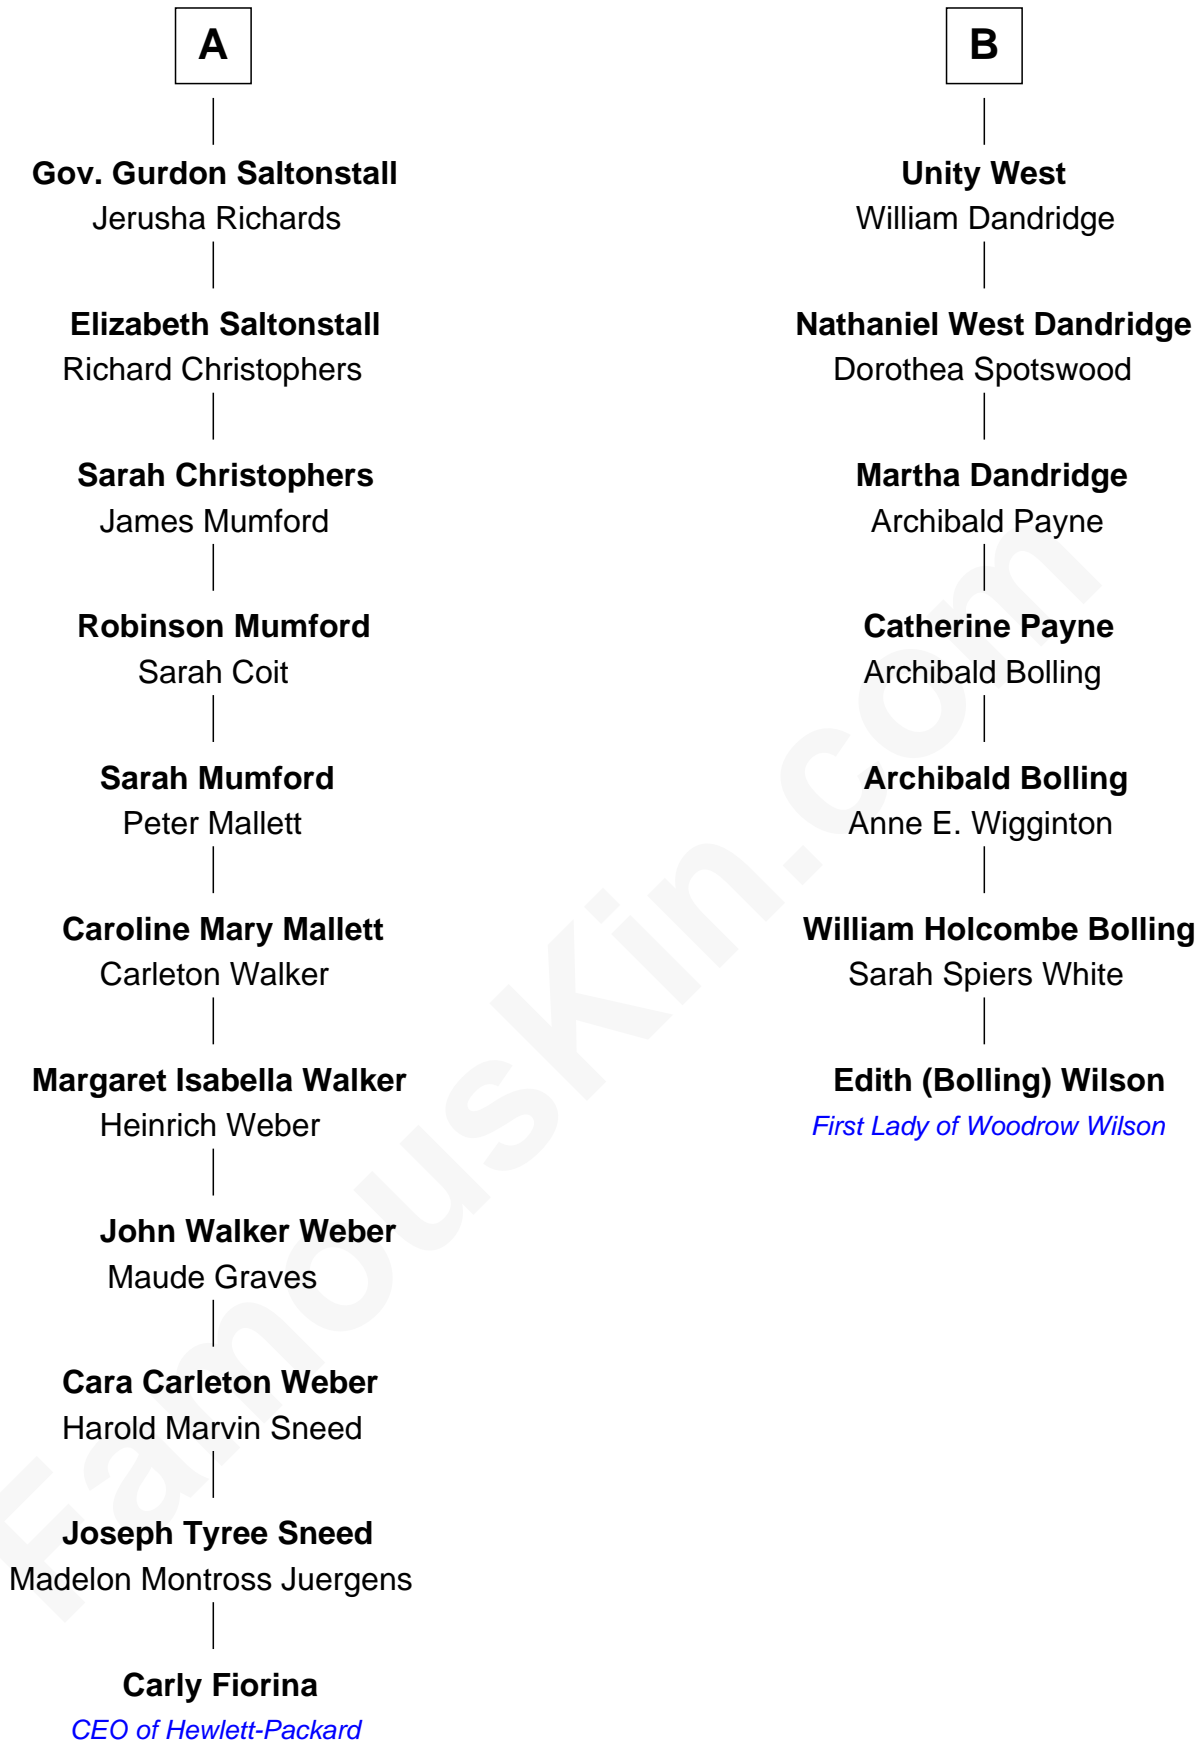 A
Gov. Gurdon Saltonstall
Jerusha Richards
Elizabeth Saltonstall
Richard Christophers
Sarah Christophers
James Mumford
Robinson Mumford
Sarah Coit
Sarah Mumford
Peter Mallett
Caroline Mary Mallett
Carleton Walker
Margaret Isabella Walker
Heinrich Weber
John Walker Weber
Maude Graves
Cara Carleton Weber
Harold Marvin Sneed
Joseph Tyree Sneed
Madelon Montross Juergens
Carly Fiorina
CEO of Hewlett-Packard
B
Unity West
William Dandridge
Nathaniel West Dandridge
Dorothea Spotswood
Martha Dandridge
Archibald Payne
Catherine Payne
Archibald Bolling
Archibald Bolling
Anne E. Wigginton
William Holcombe Bolling
Sarah Spiers White
Edith (Bolling) Wilson
First Lady of Woodrow Wilson
FamousKin.com